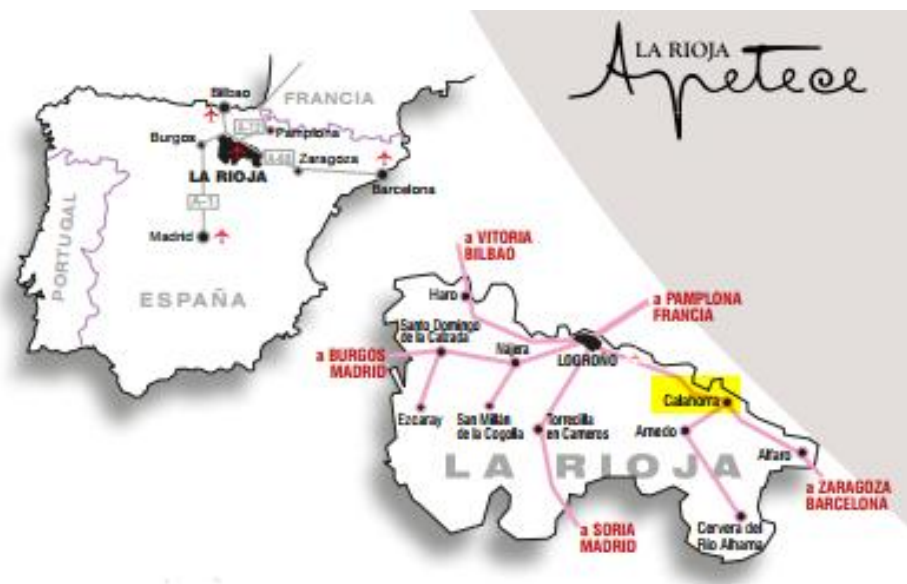 LA RIOJA
Apetece
Bilbao
FRANCIA
A-68
Pamplona
Burgos
Zaragoza
LA RIOJA
Barcelona
A-1
PORTUGAL
Madrid
ESPAÑA
a VITORIA
BILBAO
Haro
a PAMPLONA
FRANCIA
Santo Domingo
de la Calzada
Nájera
LOGROÑO
a BURGOS
MADRID
Calahorra
Ezcaray
San Millán
de la Cogolla
Torrecilla
en Cameros
Arnedo
Alfaro
LA RIOJA
a ZARAGOZA
BARCELONA
a SORIA
MADRID
Cervera del
Río Alhama